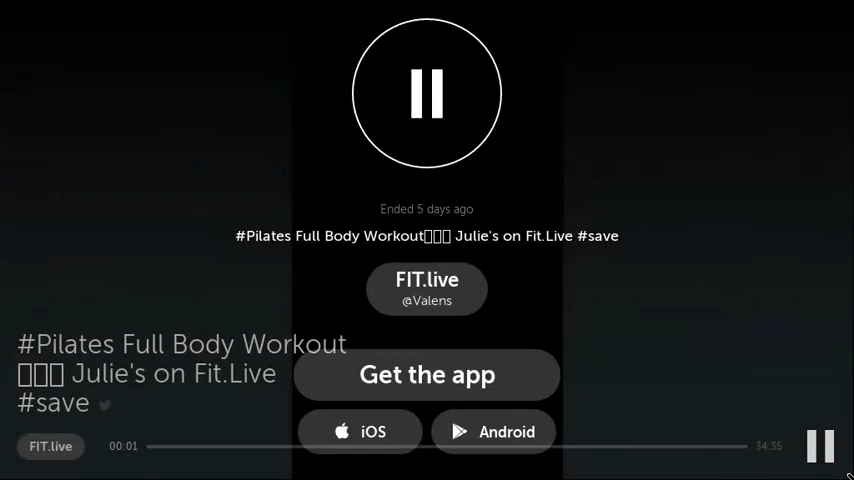 Ended 5 days ago
#Pilates Full Body Workout Julie's on Fit.Live #save
FIT.live
@Valens
#Pilates Full Body Workout
Julie's on Fit.Live
#save
Get the app
iOS
Android
FIT.live
00:01
34:35